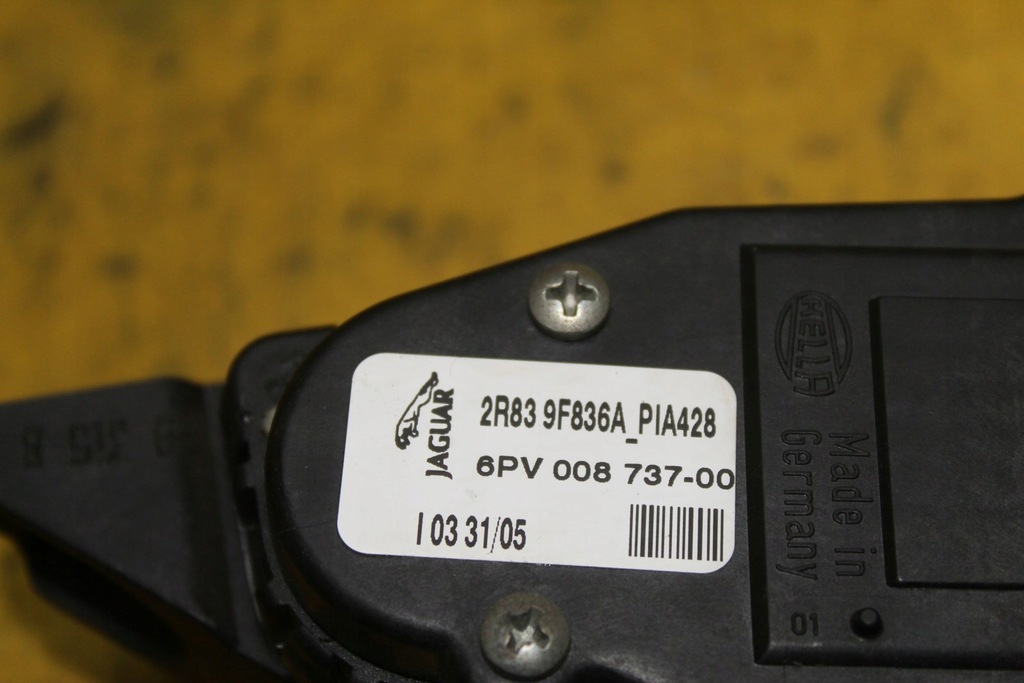 JAGUAR
2R83 9F836A_PIA428
6PV 008 737-00
I 03 31/05
HELLA
Made in
Germany
01